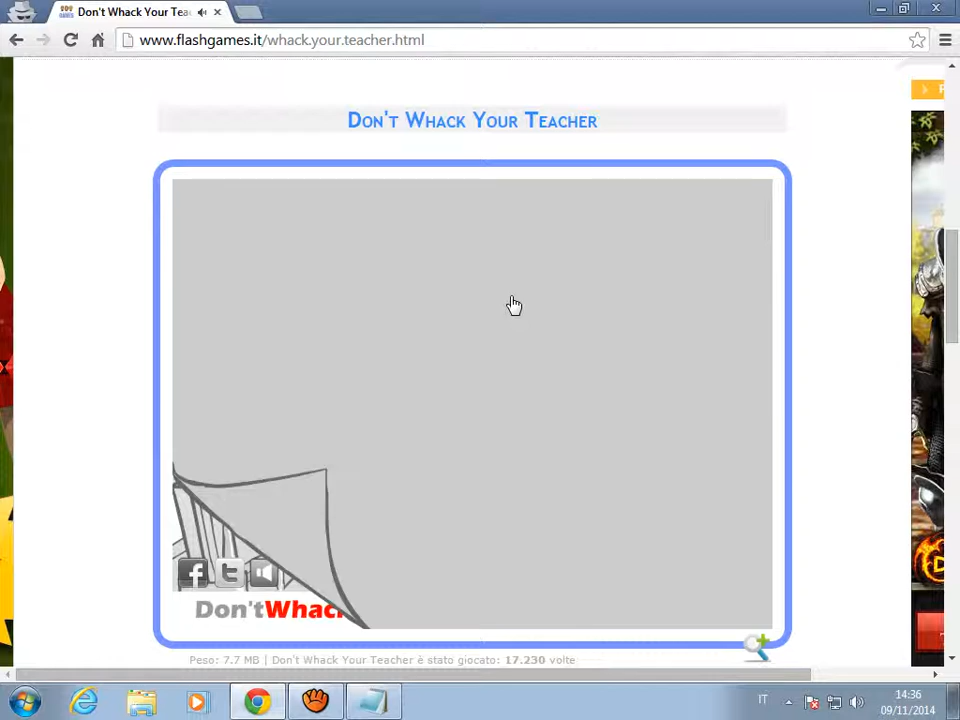 Don't Whack Your Tea
www.flashgames.it/whack.your.teacher.html
Don't Whack Your Teacher
Don'tWhack
Peso: 7.7 MB | Don't Whack Your Teacher è stato giocato: 17.230 volte
IT
14:36
09/11/2014